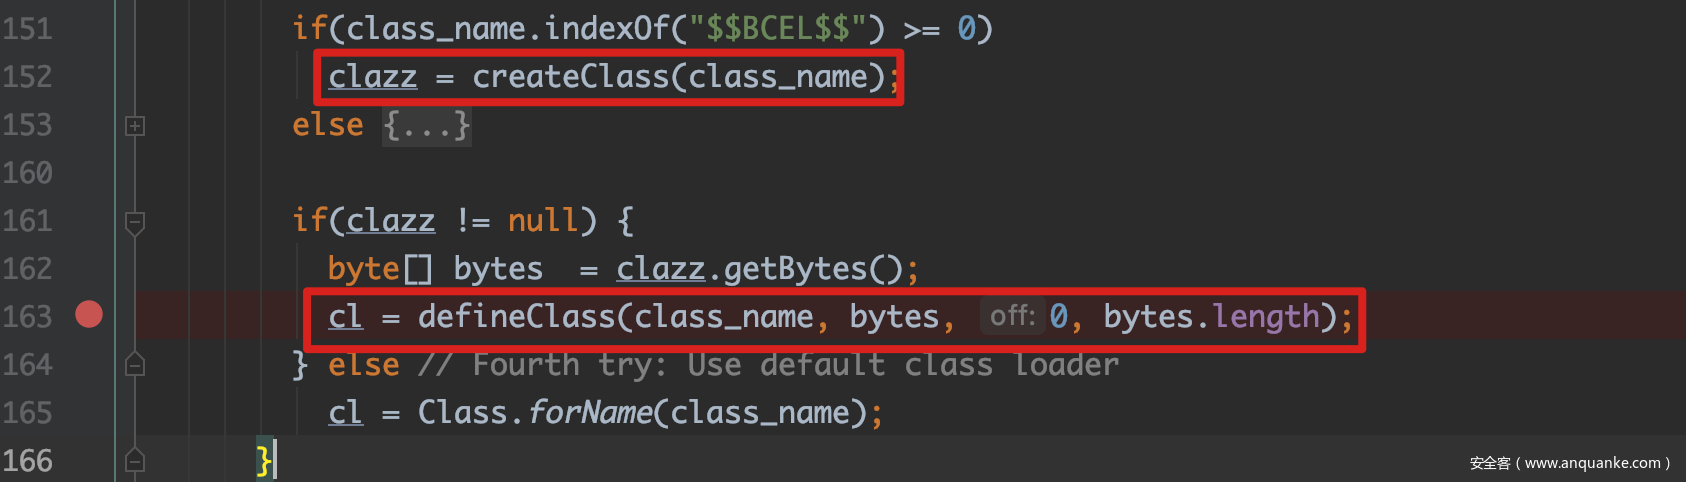 151 if(class_name.indexOf("$$BCEL$$") >= 0)
152 clazz = createClass(class_name);
153 else {...}
160
161 if(clazz != null) {
162 byte[] bytes  = clazz.getBytes();
163 cl = defineClass(class_name, bytes, off: 0, bytes.length);
164 } else // Fourth try: Use default class loader
165 cl = Class.forName(class_name);
166 }
安全客（www.anquanke.com）